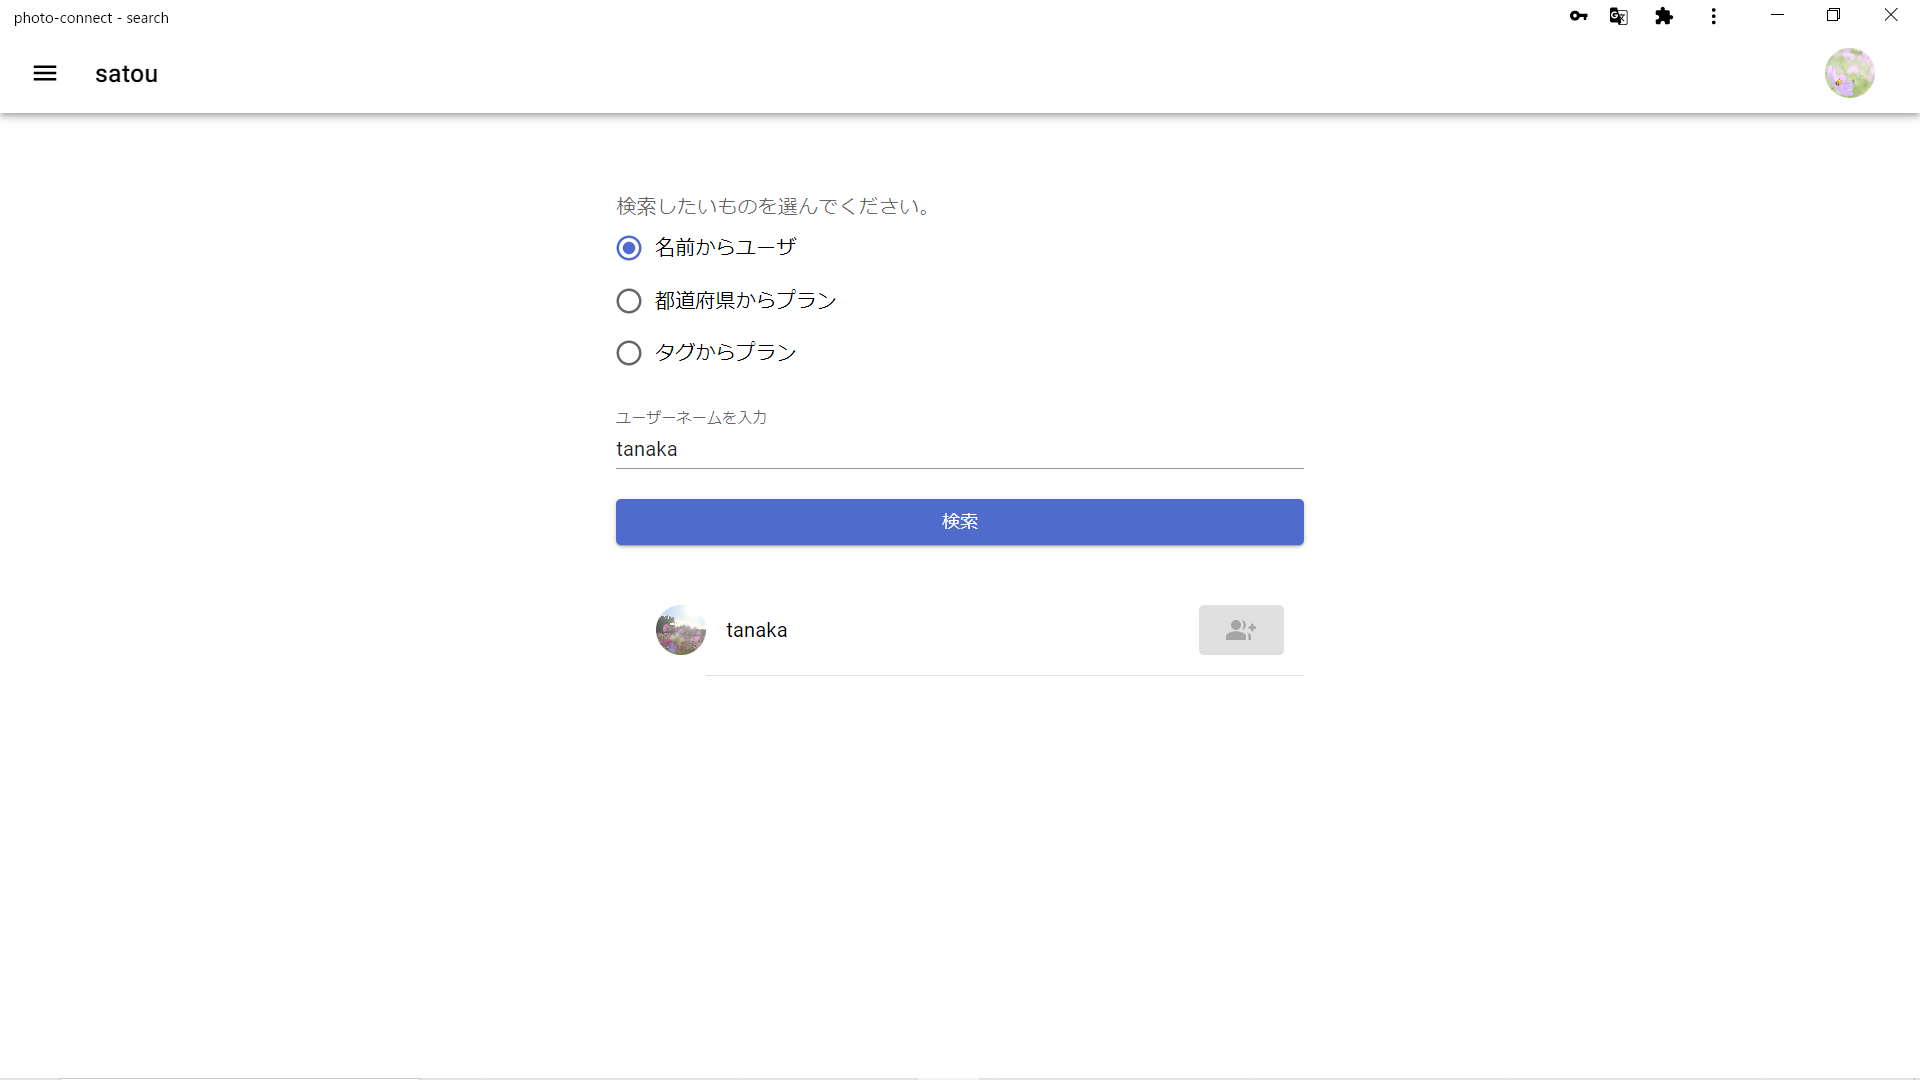 photo-connect - search
satou
検索したいものを選んでください。
名前からユーザ
都道府県からプラン
タグからプラン
ユーザーネームを入力
tanaka
検索
tanaka